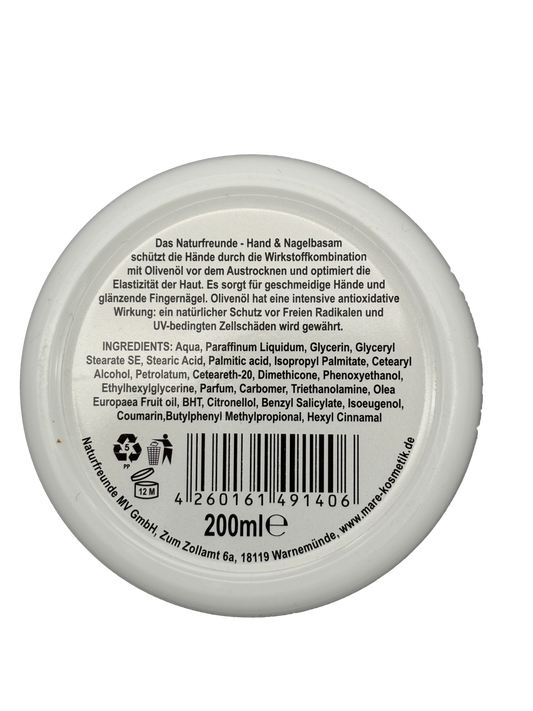 Das Naturfreunde - Hand & Nagelbasam
schützt die Hände durch die Wirkstoffkombination
mit Olivenöl vor dem Austrocknen und optimiert die
Elastizität der Haut. Es sorgt für geschmeidige Hände und
glänzende Fingernägel. Olivenöl hat eine intensive antioxidative
Wirkung: ein natürlicher Schutz vor Freien Radikalen und
UV-bedingten Zellschäden wird gewährt.
INGREDIENTS: Aqua, Paraffinum Liquidum, Glycerin, Glyceryl
Stearate SE, Stearic Acid, Palmitic acid, Isopropyl Palmitate, Cetearyl
Alcohol, Petrolatum, Ceteareth-20, Dimethicone, Phenoxyethanol,
Ethylhexylglycerine, Parfum, Carbomer, Triethanolamine, Olea
Europaea Fruit oil, BHT, Citronellol, Benzyl Salicylate, Isoeugenol,
Coumarin,Butylphenyl Methylpropional, Hexyl Cinnamal
5
PP
12 M
4 260161 491406
200ml℮
Naturfreunde MV GmbH, Zum Zollamt 6a, 18119 Warnemünde, www.mare-kosmetik.de